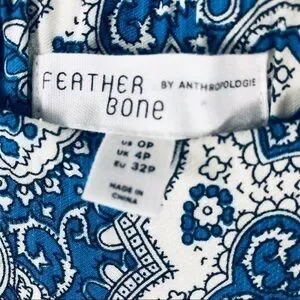 FEATHER BY ANTHROPOLOGIE
bone
US 0P
UK 4P
EU 32P
MADE IN
CHINA